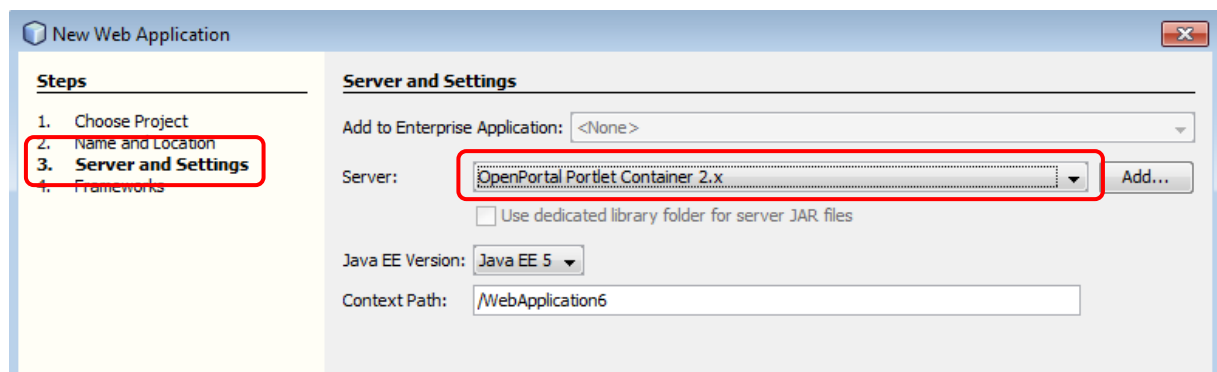 New Web Application
Steps
1. Choose Project
2. Name and Location
3. Server and Settings
4. Frameworks
Server and Settings
Add to Enterprise Application: <None>
Server: OpenPortal Portlet Container 2.x Add...
Use dedicated library folder for server JAR files
Java EE Version: Java EE 5
Context Path: /WebApplication6